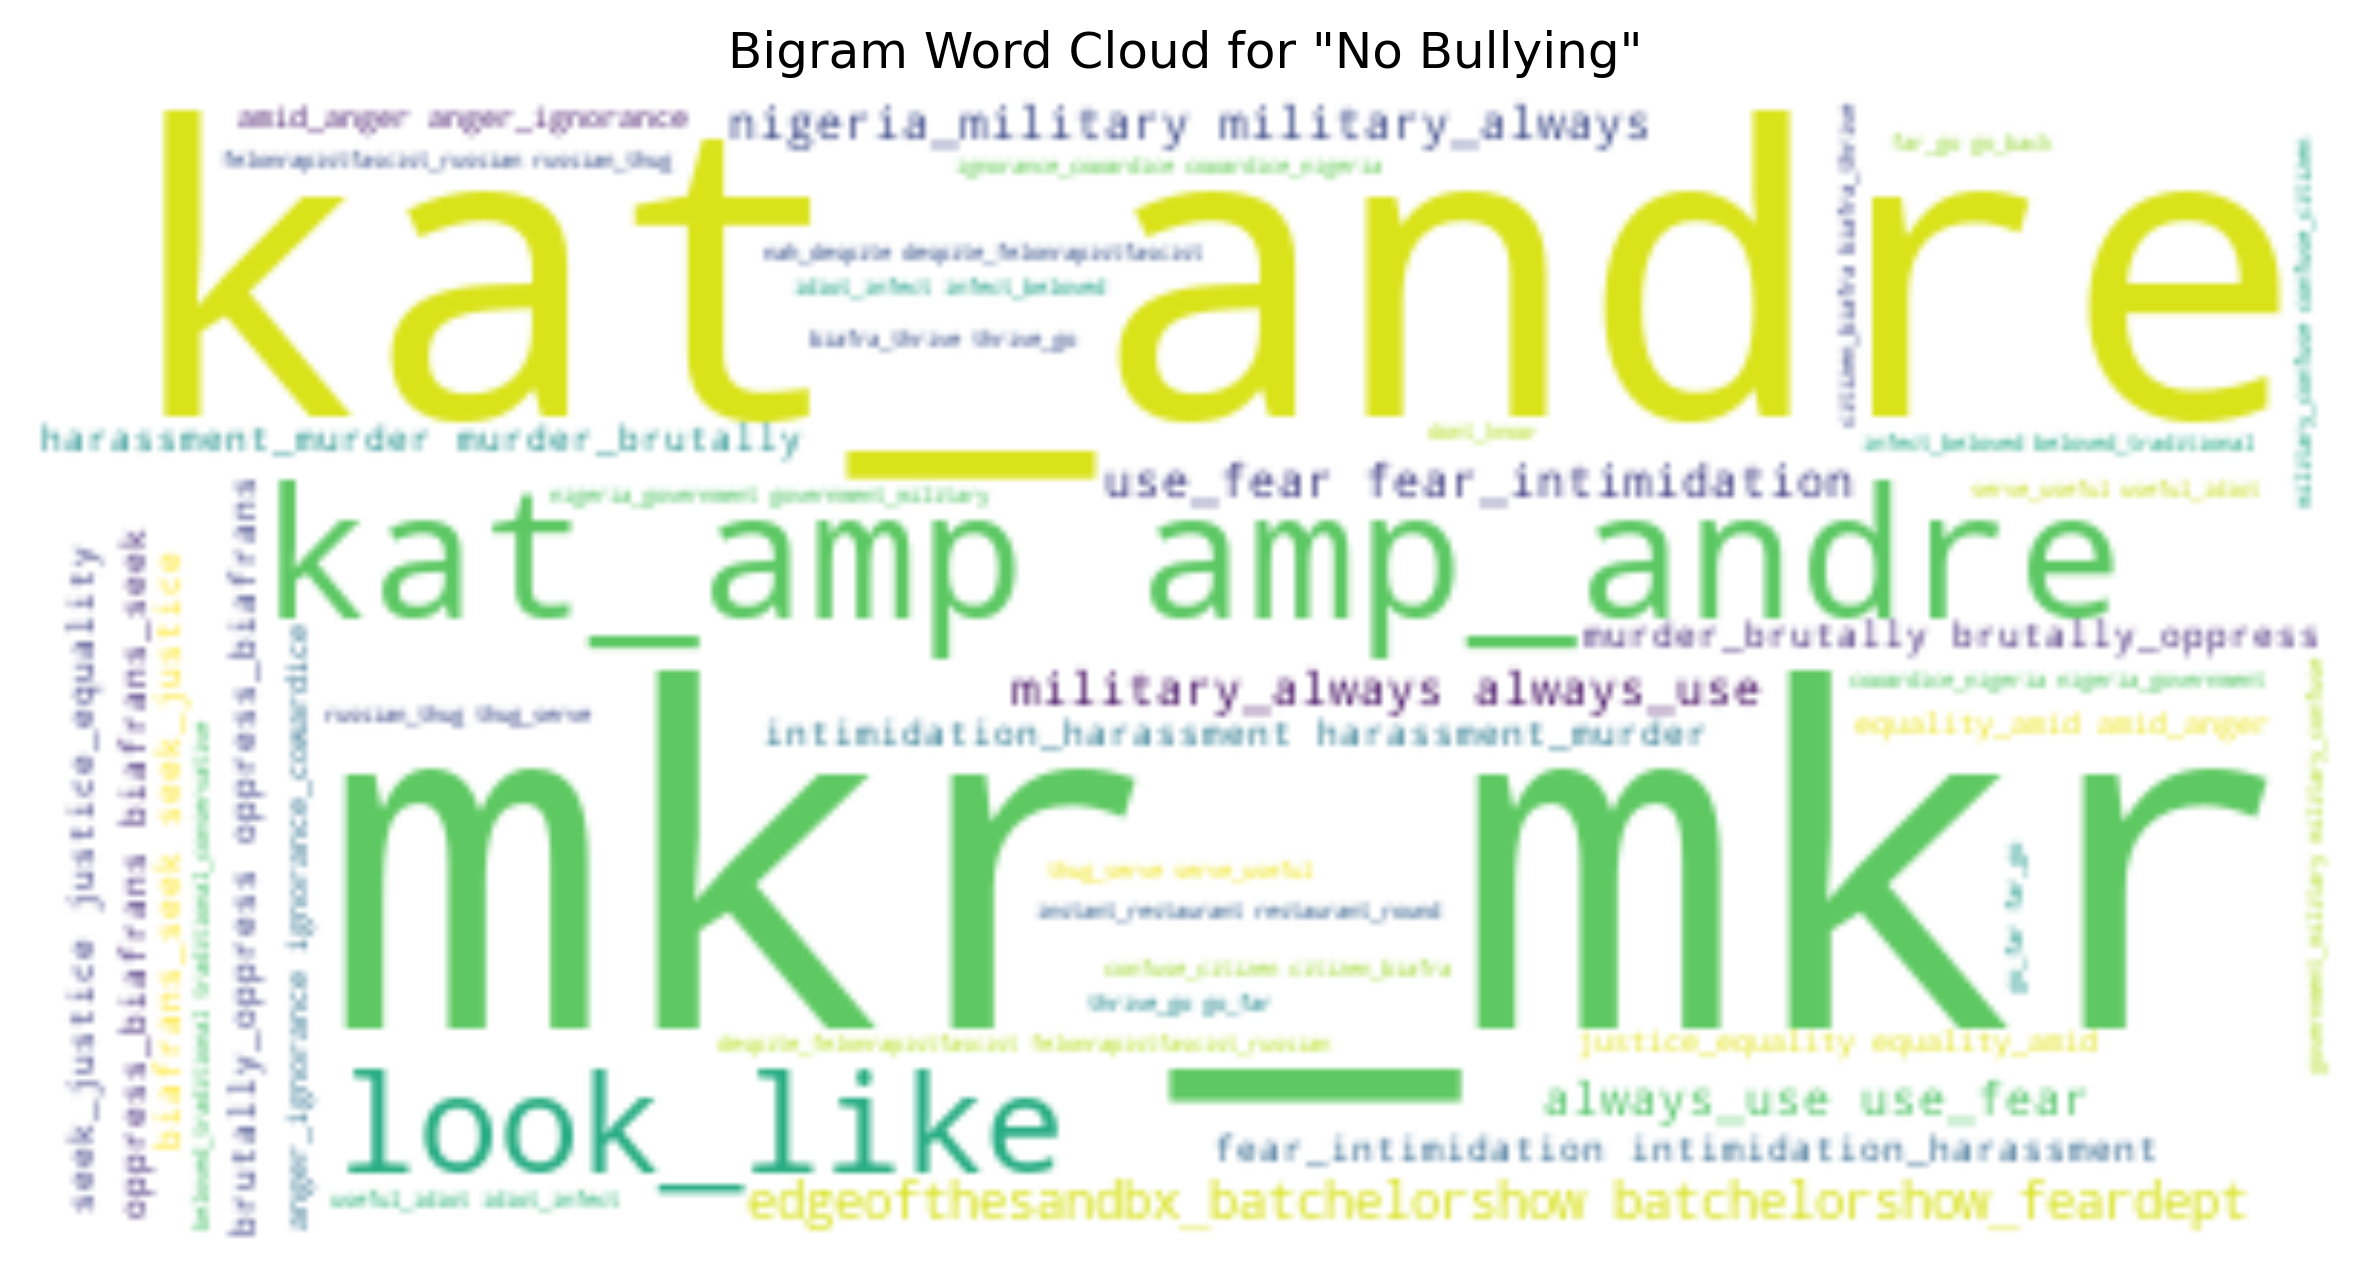 Bigram Word Cloud for "No Bullying"
amid_anger anger_ignorance
nigeria_military military_always
felonrapistfascist_russian russian_thug
ignorance_cowardice cowardice_nigeria
far_go go_back
kat_andre
nah_despite despite_felonrapistfascist
idiot_infect infect_beloved
biafra_thrive thrive_go
citizen_biafra biafra_thrive
military_confuse confuse_citizen
harassment_murder murder_brutally
dont_know
infect_beloved beloved_traditional
use_fear fear_intimidation
nigeria_government government_military
serve_useful useful_idiot
kat_amp amp_andre
murder_brutally brutally_oppress
military_always always_use
cowardice_nigeria nigeria_government
russian_thug thug_serve
intimidation_harassment harassment_murder
equality_amid amid_anger
mkr_mkr
thug_serve serve_useful
instant_restaurant restaurant_round
confuse_citizen citizen_biafra
thrive_go go_far
go_far far_go
government_military military_confuse
despite_felonrapistfascist felonrapistfascist_russian
justice_equality equality_amid
look_like
always_use use_fear
fear_intimidation intimidation_harassment
useful_idiot idiot_infect
edgeofthesandbx_batchelorshow batchelorshow_feardept
seek_justice justice_equality
oppress_biafrans biafrans_seek
biafrans_seek seek_justice
beloved_traditional traditional_conservative
brutally_oppress oppress_biafrans
anger_ignorance ignorance_cowardice